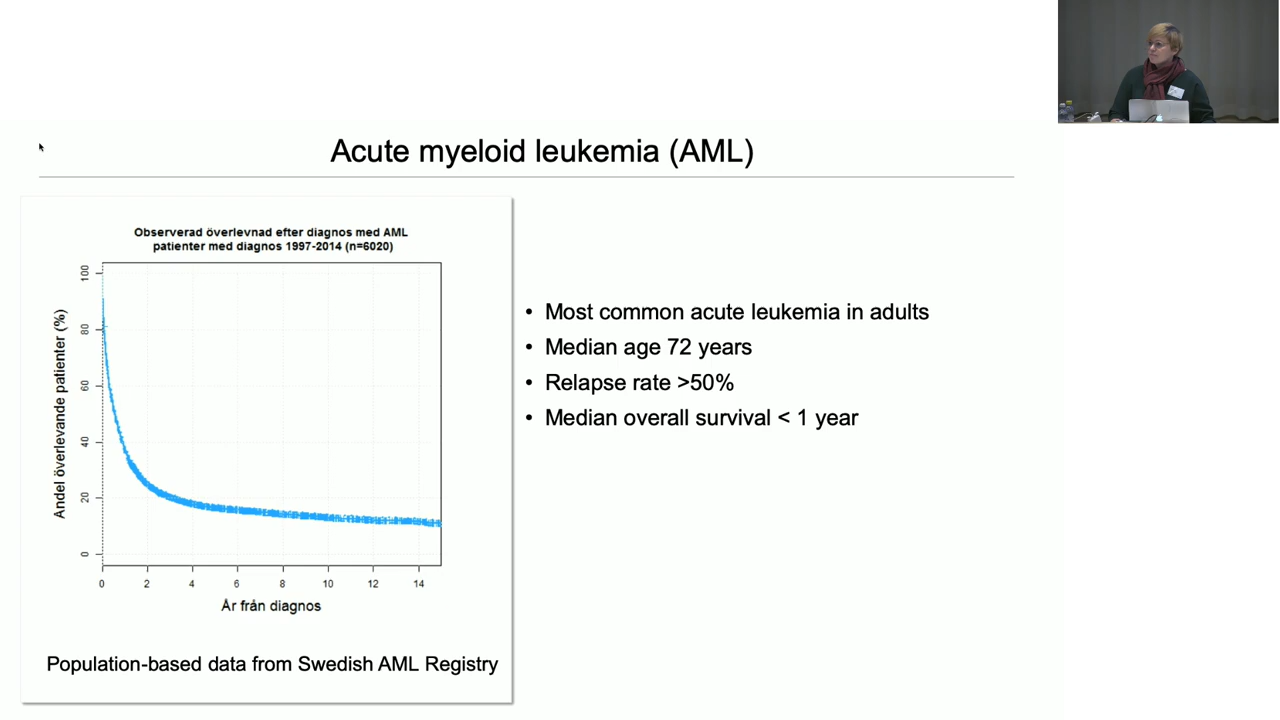 Acute myeloid leukemia (AML)
Observerad överlevnad efter diagnos med AML
patienter med diagnos 1997-2014 (n=6020)
Andel överlevande patienter (%)
100
80
60
40
20
0
0 2 4 6 8 10 12 14
År från diagnos
Population-based data from Swedish AML Registry
• Most common acute leukemia in adults
• Median age 72 years
• Relapse rate >50%
• Median overall survival < 1 year